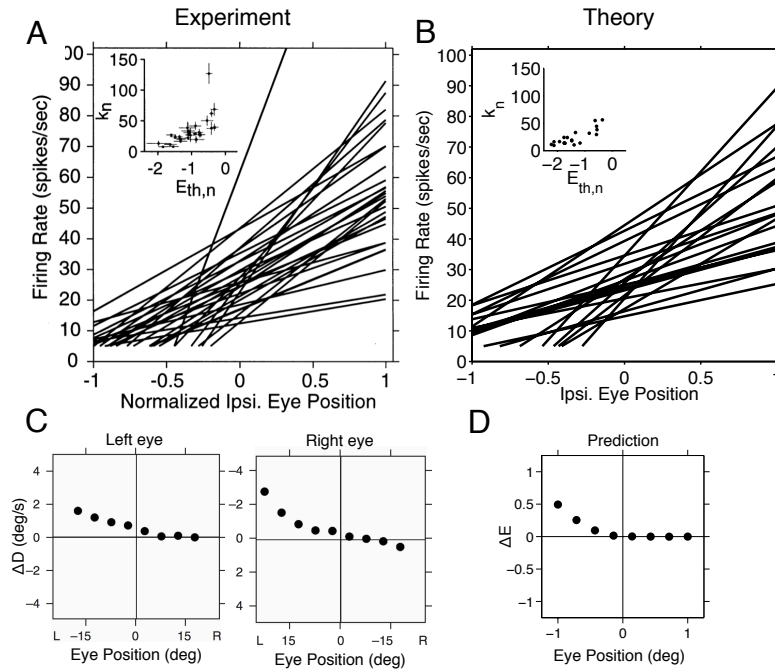 Experiment
Theory
A
B
00
90
80
70
60
50
40
30
20
10
0
Firing Rate (spikes/sec)
-1
-0.5
0
0.5
1
Normalized Ipsi. Eye Position
150
100
50
0
k_n
-2
-1
0
E_th,n
100
90
80
70
60
50
40
30
20
10
0
Firing Rate (spikes/sec)
−1
−0.5
0
0.5
1
Ipsi. Eye Position
150
100
50
0
k_n
−2
−1
0
E_th,n
C
D
Left eye
Right eye
Prediction
ΔD (deg/s)
4
2
0
−2
−4
L
−15
0
15
R
Eye Position (deg)
-4
-2
0
2
4
L
15
0
-15
R
Eye Position (deg)
ΔE
1
0.5
0
−0.5
−1
−1
0
1
Eye Position (deg)